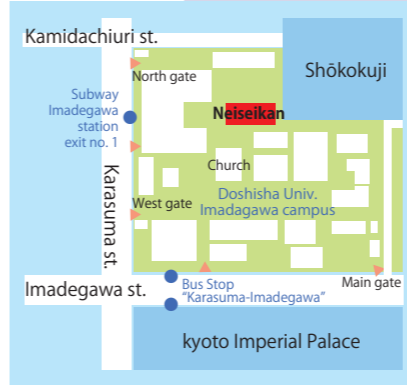 Kamidachiuri st.
Shōkokuji
North gate
Subway
Imadegawa
station
exit no. 1
Neiseikan
Church
Karasuma st.
Doshisha Univ.
Imadagawa campus
West gate
Imadegawa st.
Bus Stop
"Karasuma-Imadegawa"
Main gate
kyoto Imperial Palace